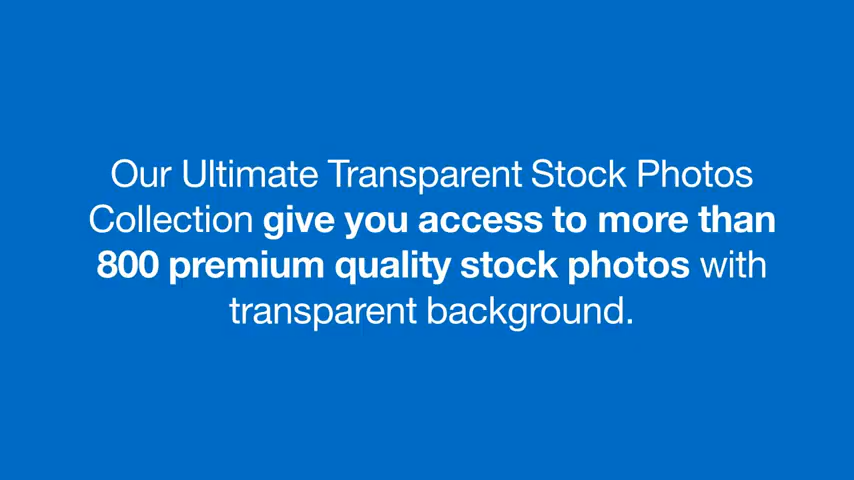 Our Ultimate Transparent Stock Photos
Collection give you access to more than
800 premium quality stock photos with
transparent background.